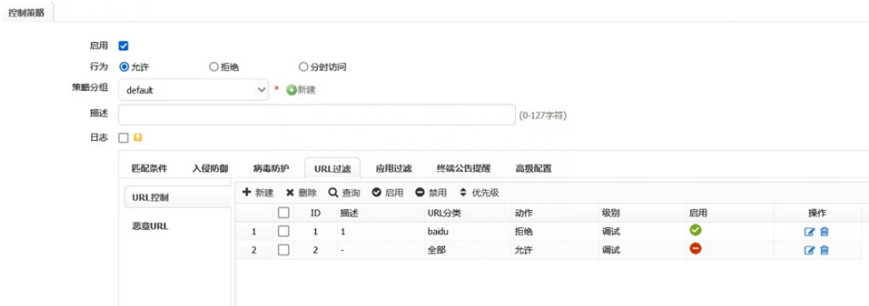 控制策略
启用
行为 允许 拒绝 分时访问
策略分组 default * 新建
描述 (0-127字符)
日志
匹配条件 入侵防御 病毒防护 URL过滤 应用过滤 终端公告提醒 高级配置
URL控制
恶意URL
新建 删除 查询 启用 禁用 优先级
ID 描述 URL分类 动作 级别 启用 操作
1 1 1 baidu 拒绝 调试
2 2 - 全部 允许 调试